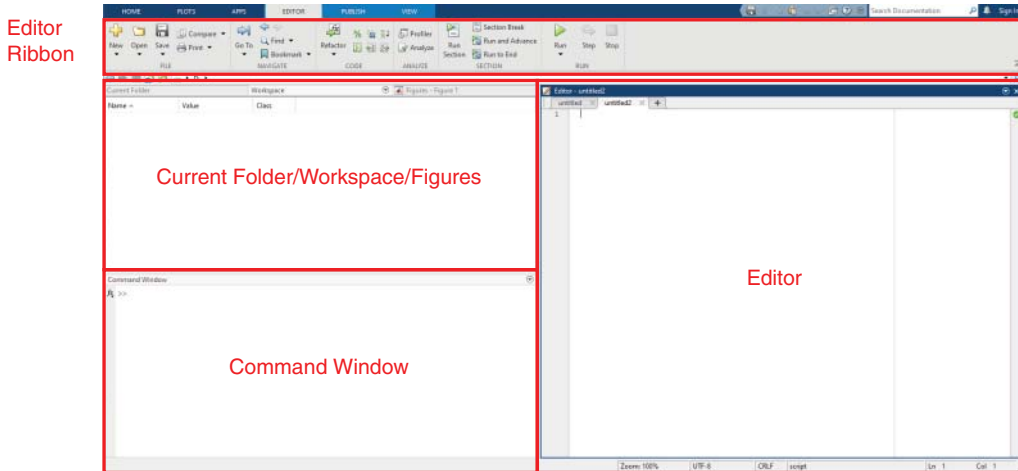 Editor
Ribbon
HOME PLOTS APPS EDITOR PUBLISH VIEW Search Documentation Sign In
New Open Save Compare Print Go To Find Bookmark Refactor Profiler Analyze Run Section Section Break Run and Advance Run to End Run Step Stop
FILE NAVIGATE CODE ANALYZE SECTION RUN
Current Folder Workspace Figures - Figure 1
Name Value Class
Editor - untitled2
untitled untitled2 +
1
Current Folder/Workspace/Figures
Command Window
>>
Editor
Command Window
Zoom: 100% UTF-8 CRLF script Ln 1 Col 1